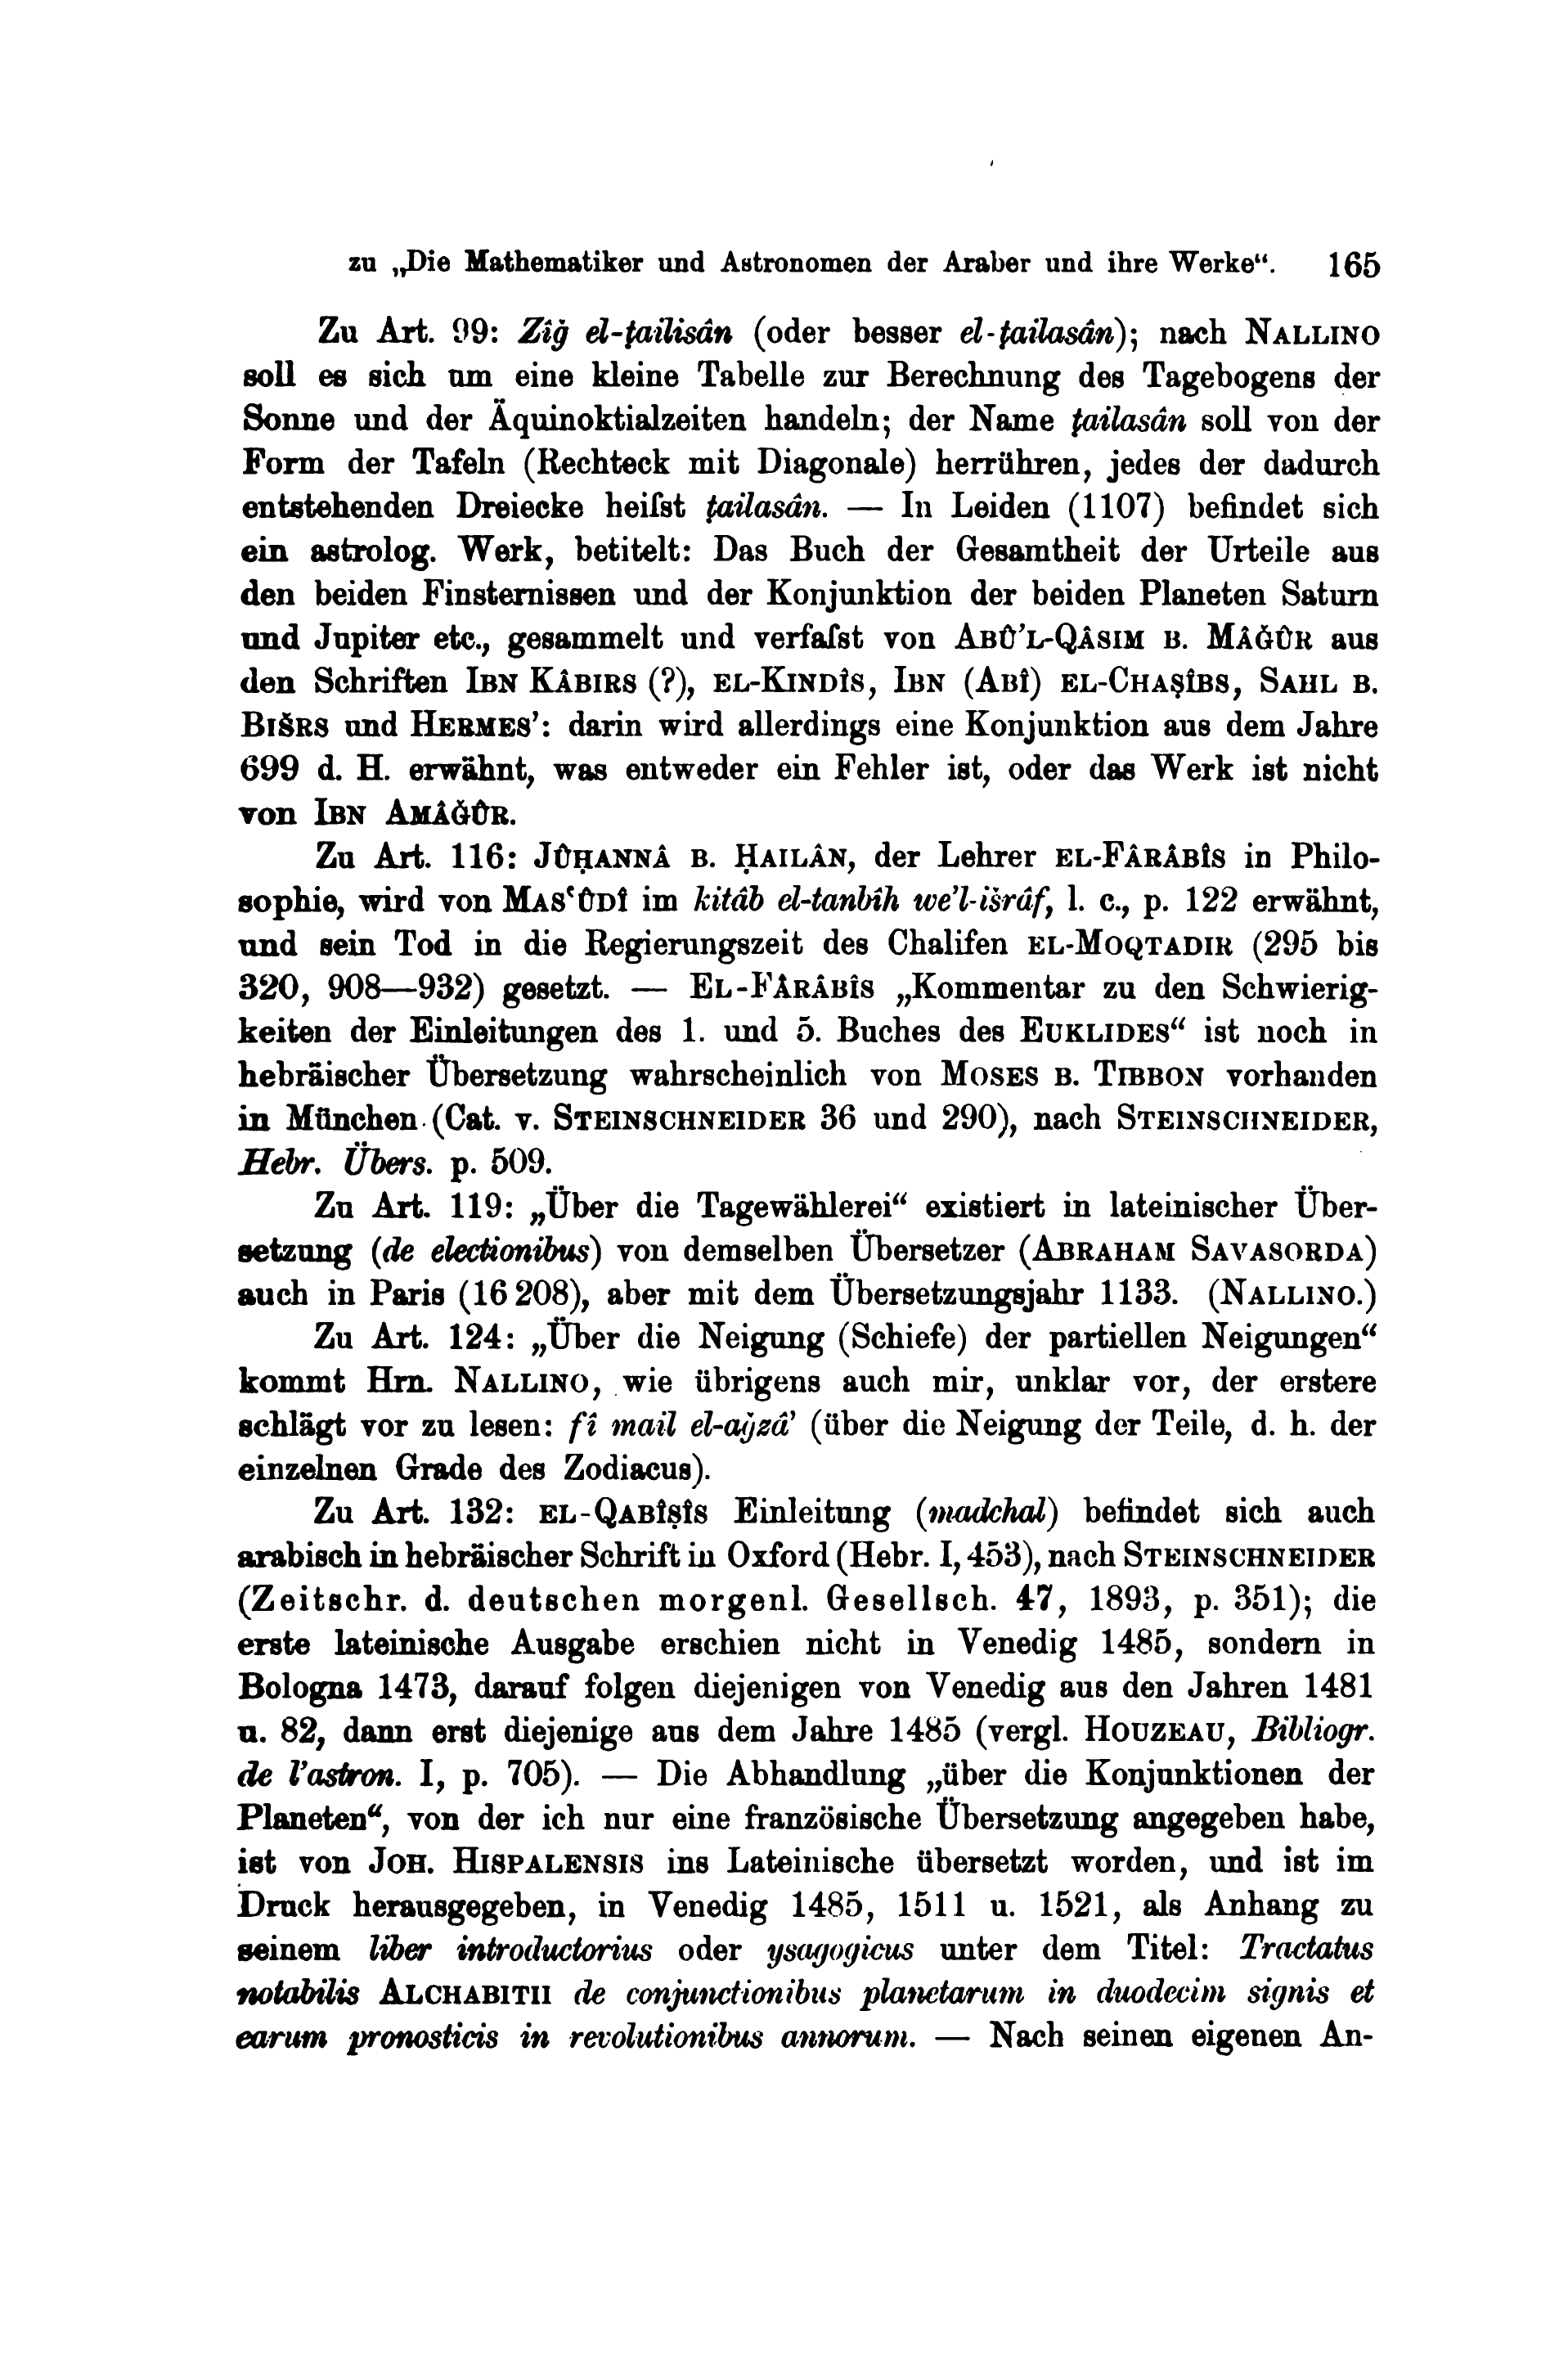 zu „Die Mathematiker und Astronomen der Araber und ihre Werke“. 165
Zu Art. 99: Zîǧ el-ṭailisân (oder besser el-ṭailasân); nach NALLINO
soll es sich um eine kleine Tabelle zur Berechnung des Tagebogens der
Sonne und der Äquinoktialzeiten handeln; der Name ṭailasân soll von der
Form der Tafeln (Rechteck mit Diagonale) herrühren, jedes der dadurch
entstehenden Dreiecke heiſst ṭailasân. — In Leiden (1107) befindet sich
ein astrolog. Werk, betitelt: Das Buch der Gesamtheit der Urteile aus
den beiden Finsternissen und der Konjunktion der beiden Planeten Saturn
und Jupiter etc., gesammelt und verfaſst von ABÛ’L-QÂSIM B. MÂǦÛR aus
den Schriften IBN KÂBIRS (?), EL-KINDÎS, IBN (ABÎ) EL-CHAṢÎBS, SAHL B.
BIŠRS und HERMES’: darin wird allerdings eine Konjunktion aus dem Jahre
699 d. H. erwähnt, was entweder ein Fehler ist, oder das Werk ist nicht
von IBN AMÂǦÛR.
Zu Art. 116: JÛḤANNÂ B. ḤAILÂN, der Lehrer EL-FÂRÂBÎS in Philo-
sophie, wird von MAS‘ÛDÎ im kitâb el-tanbîh we’l-išrâf, l. c., p. 122 erwähnt,
und sein Tod in die Regierungszeit des Chalifen EL-MOQTADIR (295 bis
320, 908—932) gesetzt. — EL-FÂRÂBÎS „Kommentar zu den Schwierig-
keiten der Einleitungen des 1. und 5. Buches des EUKLIDES“ ist noch in
hebräischer Übersetzung wahrscheinlich von MOSES B. TIBBON vorhanden
in München (Cat. v. STEINSCHNEIDER 36 und 290), nach STEINSCHNEIDER,
Hebr. Übers. p. 509.
Zu Art. 119: „Über die Tagewählerei“ existiert in lateinischer Über-
setzung (de electionibus) von demselben Übersetzer (ABRAHAM SAVASORDA)
auch in Paris (16 208), aber mit dem Übersetzungsjahr 1133. (NALLINO.)
Zu Art. 124: „Über die Neigung (Schiefe) der partiellen Neigungen“
kommt Hrn. NALLINO, wie übrigens auch mir, unklar vor, der erstere
schlägt vor zu lesen: fî mail el-aǧzâ’ (über die Neigung der Teile, d. h. der
einzelnen Grade des Zodiacus).
Zu Art. 132: EL-QABÎṢÎS Einleitung (madchal) befindet sich auch
arabisch in hebräischer Schrift in Oxford (Hebr. I, 453), nach STEINSCHNEIDER
(Zeitschr. d. deutschen morgenl. Gesellsch. 47, 1893, p. 351); die
erste lateinische Ausgabe erschien nicht in Venedig 1485, sondern in
Bologna 1473, darauf folgen diejenigen von Venedig aus den Jahren 1481
u. 82, dann erst diejenige aus dem Jahre 1485 (vergl. HOUZEAU, Bibliogr.
de l’astron. I, p. 705). — Die Abhandlung „über die Konjunktionen der
Planeten“, von der ich nur eine französische Übersetzung angegeben habe,
ist von JOH. HISPALENSIS ins Lateinische übersetzt worden, und ist im
Druck herausgegeben, in Venedig 1485, 1511 u. 1521, als Anhang zu
seinem liber introductorius oder ysagogicus unter dem Titel: Tractatus
notabilis ALCHABITII de conjunctionibus planetarum in duodecim signis et
earum pronosticis in revolutionibus annorum. — Nach seinen eigenen An-